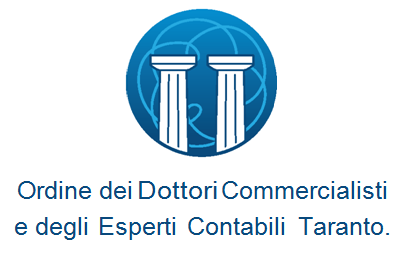 Ordine dei Dottori Commercialisti
e degli Esperti Contabili Taranto.